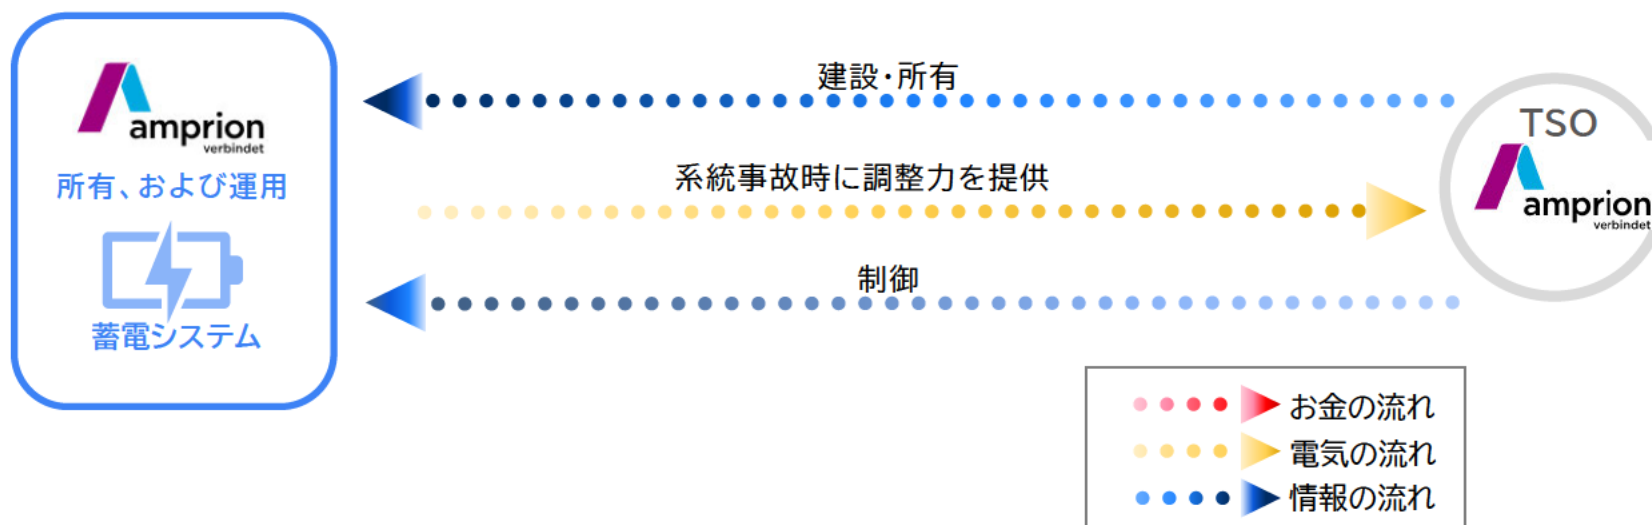 建設・所有
TSO
amprion
verbindet
amprion
verbindet
所有、および運用
系統事故時に調整力を提供
制御
蓄電システム
お金の流れ
電気の流れ
情報の流れ